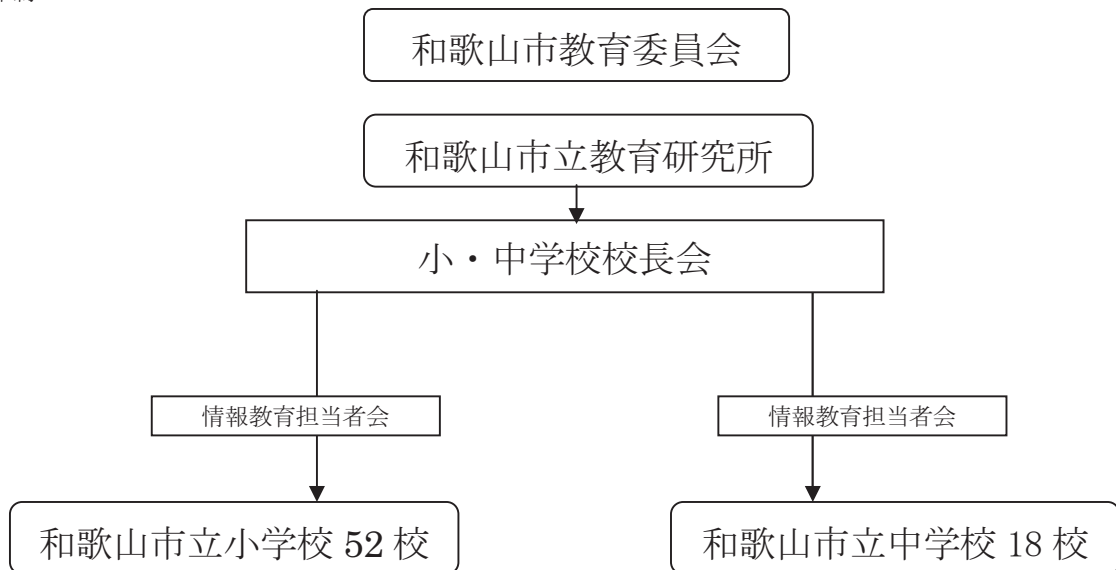 和歌山市教育委員会
和歌山市立教育研究所
小・中学校校長会
情報教育担当者会
情報教育担当者会
和歌山市立小学校 52 校
和歌山市立中学校 18 校